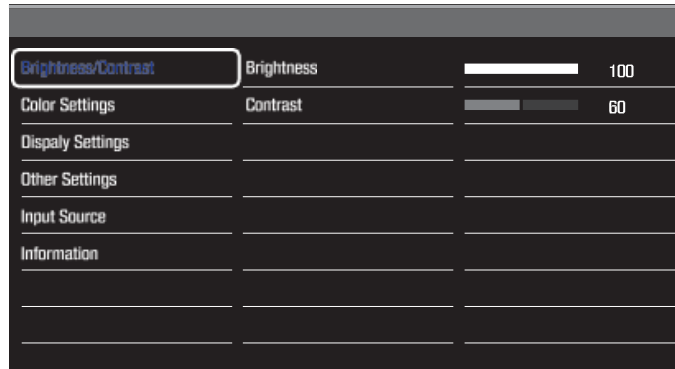 Brightness/Contrast Brightness 100
Color Settings Contrast 60
Dispaly Settings
Other Settings
Input Source
Information